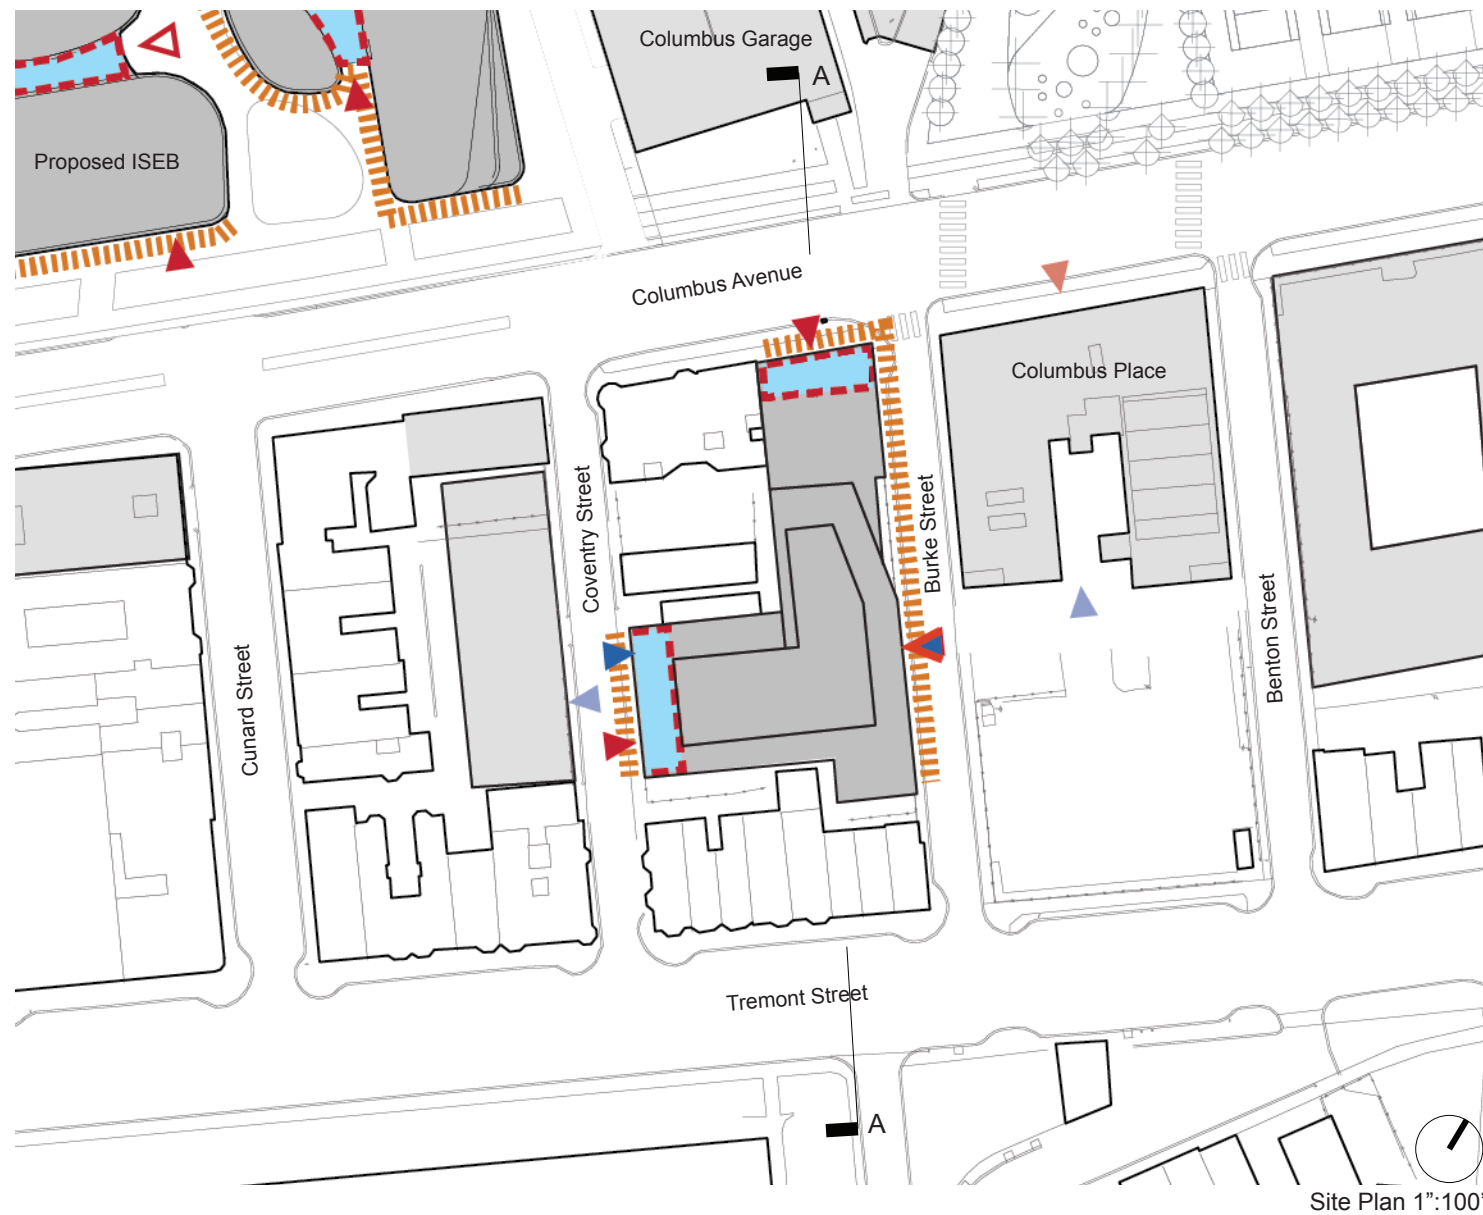 Columbus Garage
A
Proposed ISEB
Columbus Avenue
Columbus Place
Coventry Street
Burke Street
Benton Street
Cunard Street
Tremont Street
A
Site Plan 1”:100’